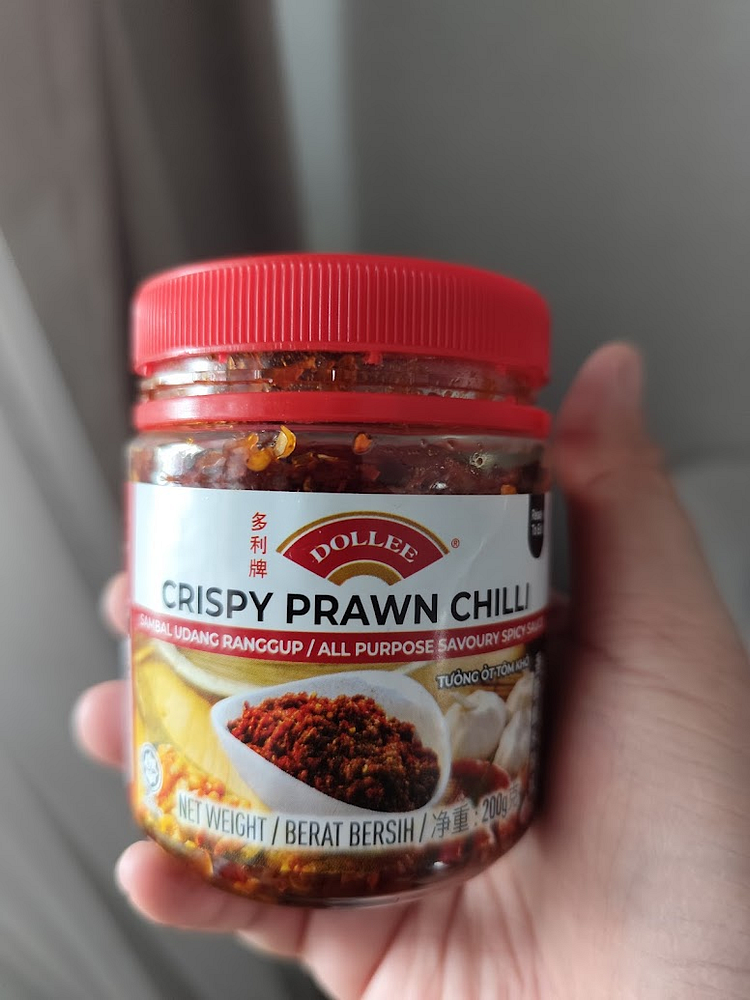 多利牌
DOLLEE®
CRISPY PRAWN CHILLI
SAMBAL UDANG RANGGUP / ALL PURPOSE SAVOURY SPICY SAUCE
TƯƠNG ỚT TÔM KHÔ
NET WEIGHT / BERAT BERSIH / 净重 : 200g